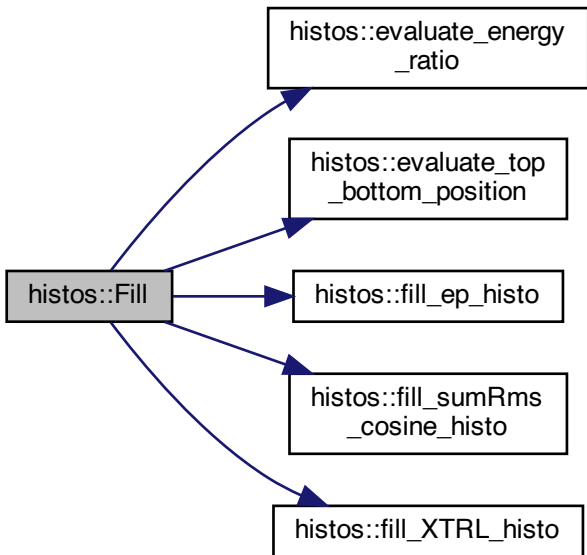 histos::evaluate_energy
_ratio
histos::evaluate_top
_bottom_position
histos::Fill
histos::fill_ep_histo
histos::fill_sumRms
_cosine_histo
histos::fill_XTRL_histo